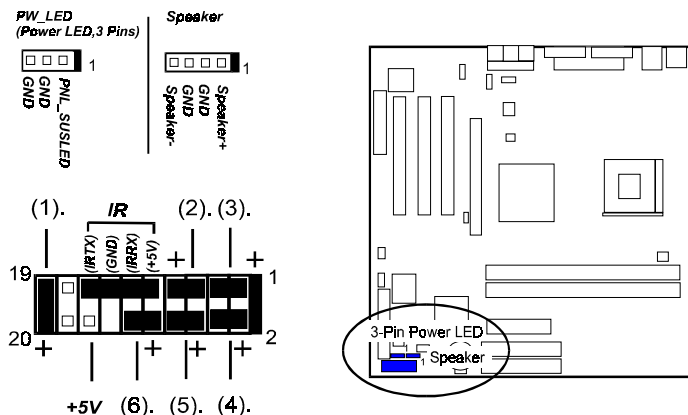 PW_LED
(Power LED,3 Pins)
1
GND
GND
PNL_SUSLED
Speaker
1
Speaker-
GND
GND
Speaker+
(1).
IR
(2). (3).
(IRTX)
(GND)
(IRRX)
(+5V)
+
+
19
1
20
2
+
+
+
+
+5V
(6).
(5).
(4).
3-Pin Power LED
1
Speaker